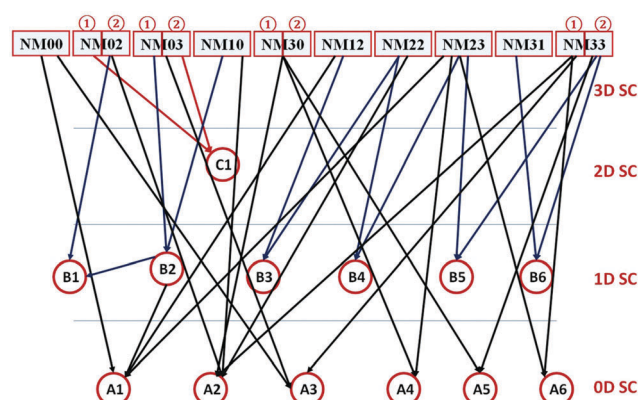 ① ② ① ② ① ② ① ②
NM00 NM02 NM03 NM10 NM30 NM12 NM22 NM23 NM31 NM33
3D SC
C1 2D SC
B1 B2 B3 B4 B5 B6 1D SC
A1 A2 A3 A4 A5 A6 0D SC